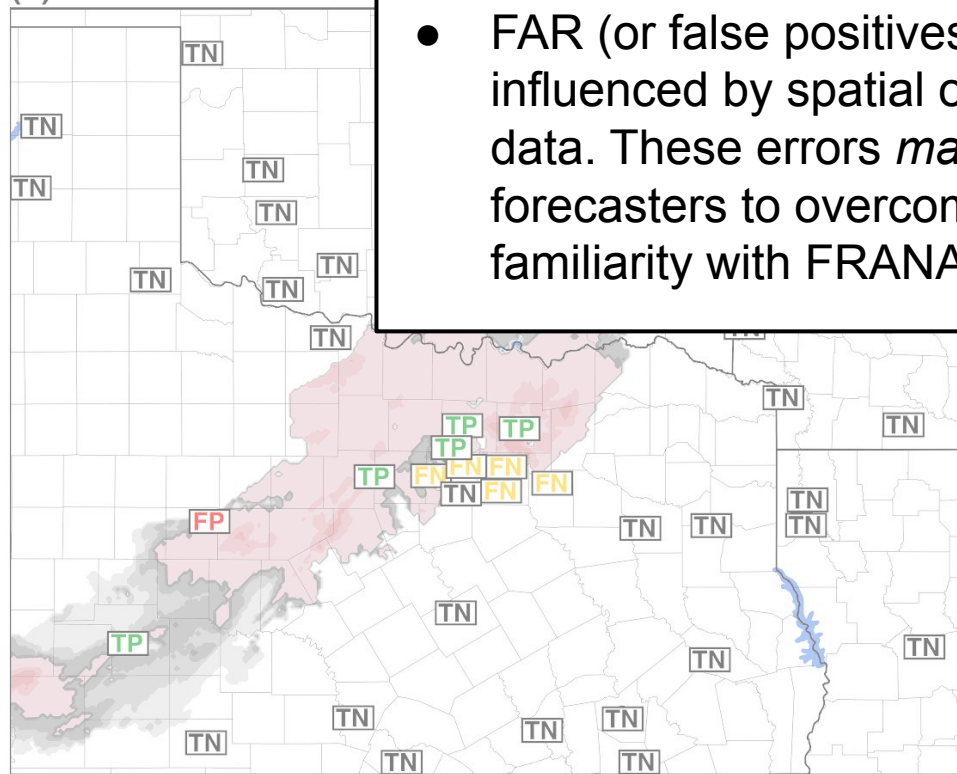 ● FAR (or false positives
influenced by spatial o
data. These errors ma
forecasters to overcom
familiarity with FRANA
TN
TN
TN
TN
TN
TN
TN
TN
TN
TN
TN
TN
TP
TP
TP
TP
FN
FN
FN
FN
TN
FN
FP
TN
TN
TN
TN
TN
TP
TN
TN
TN
TN
TN
TN
TN
TN